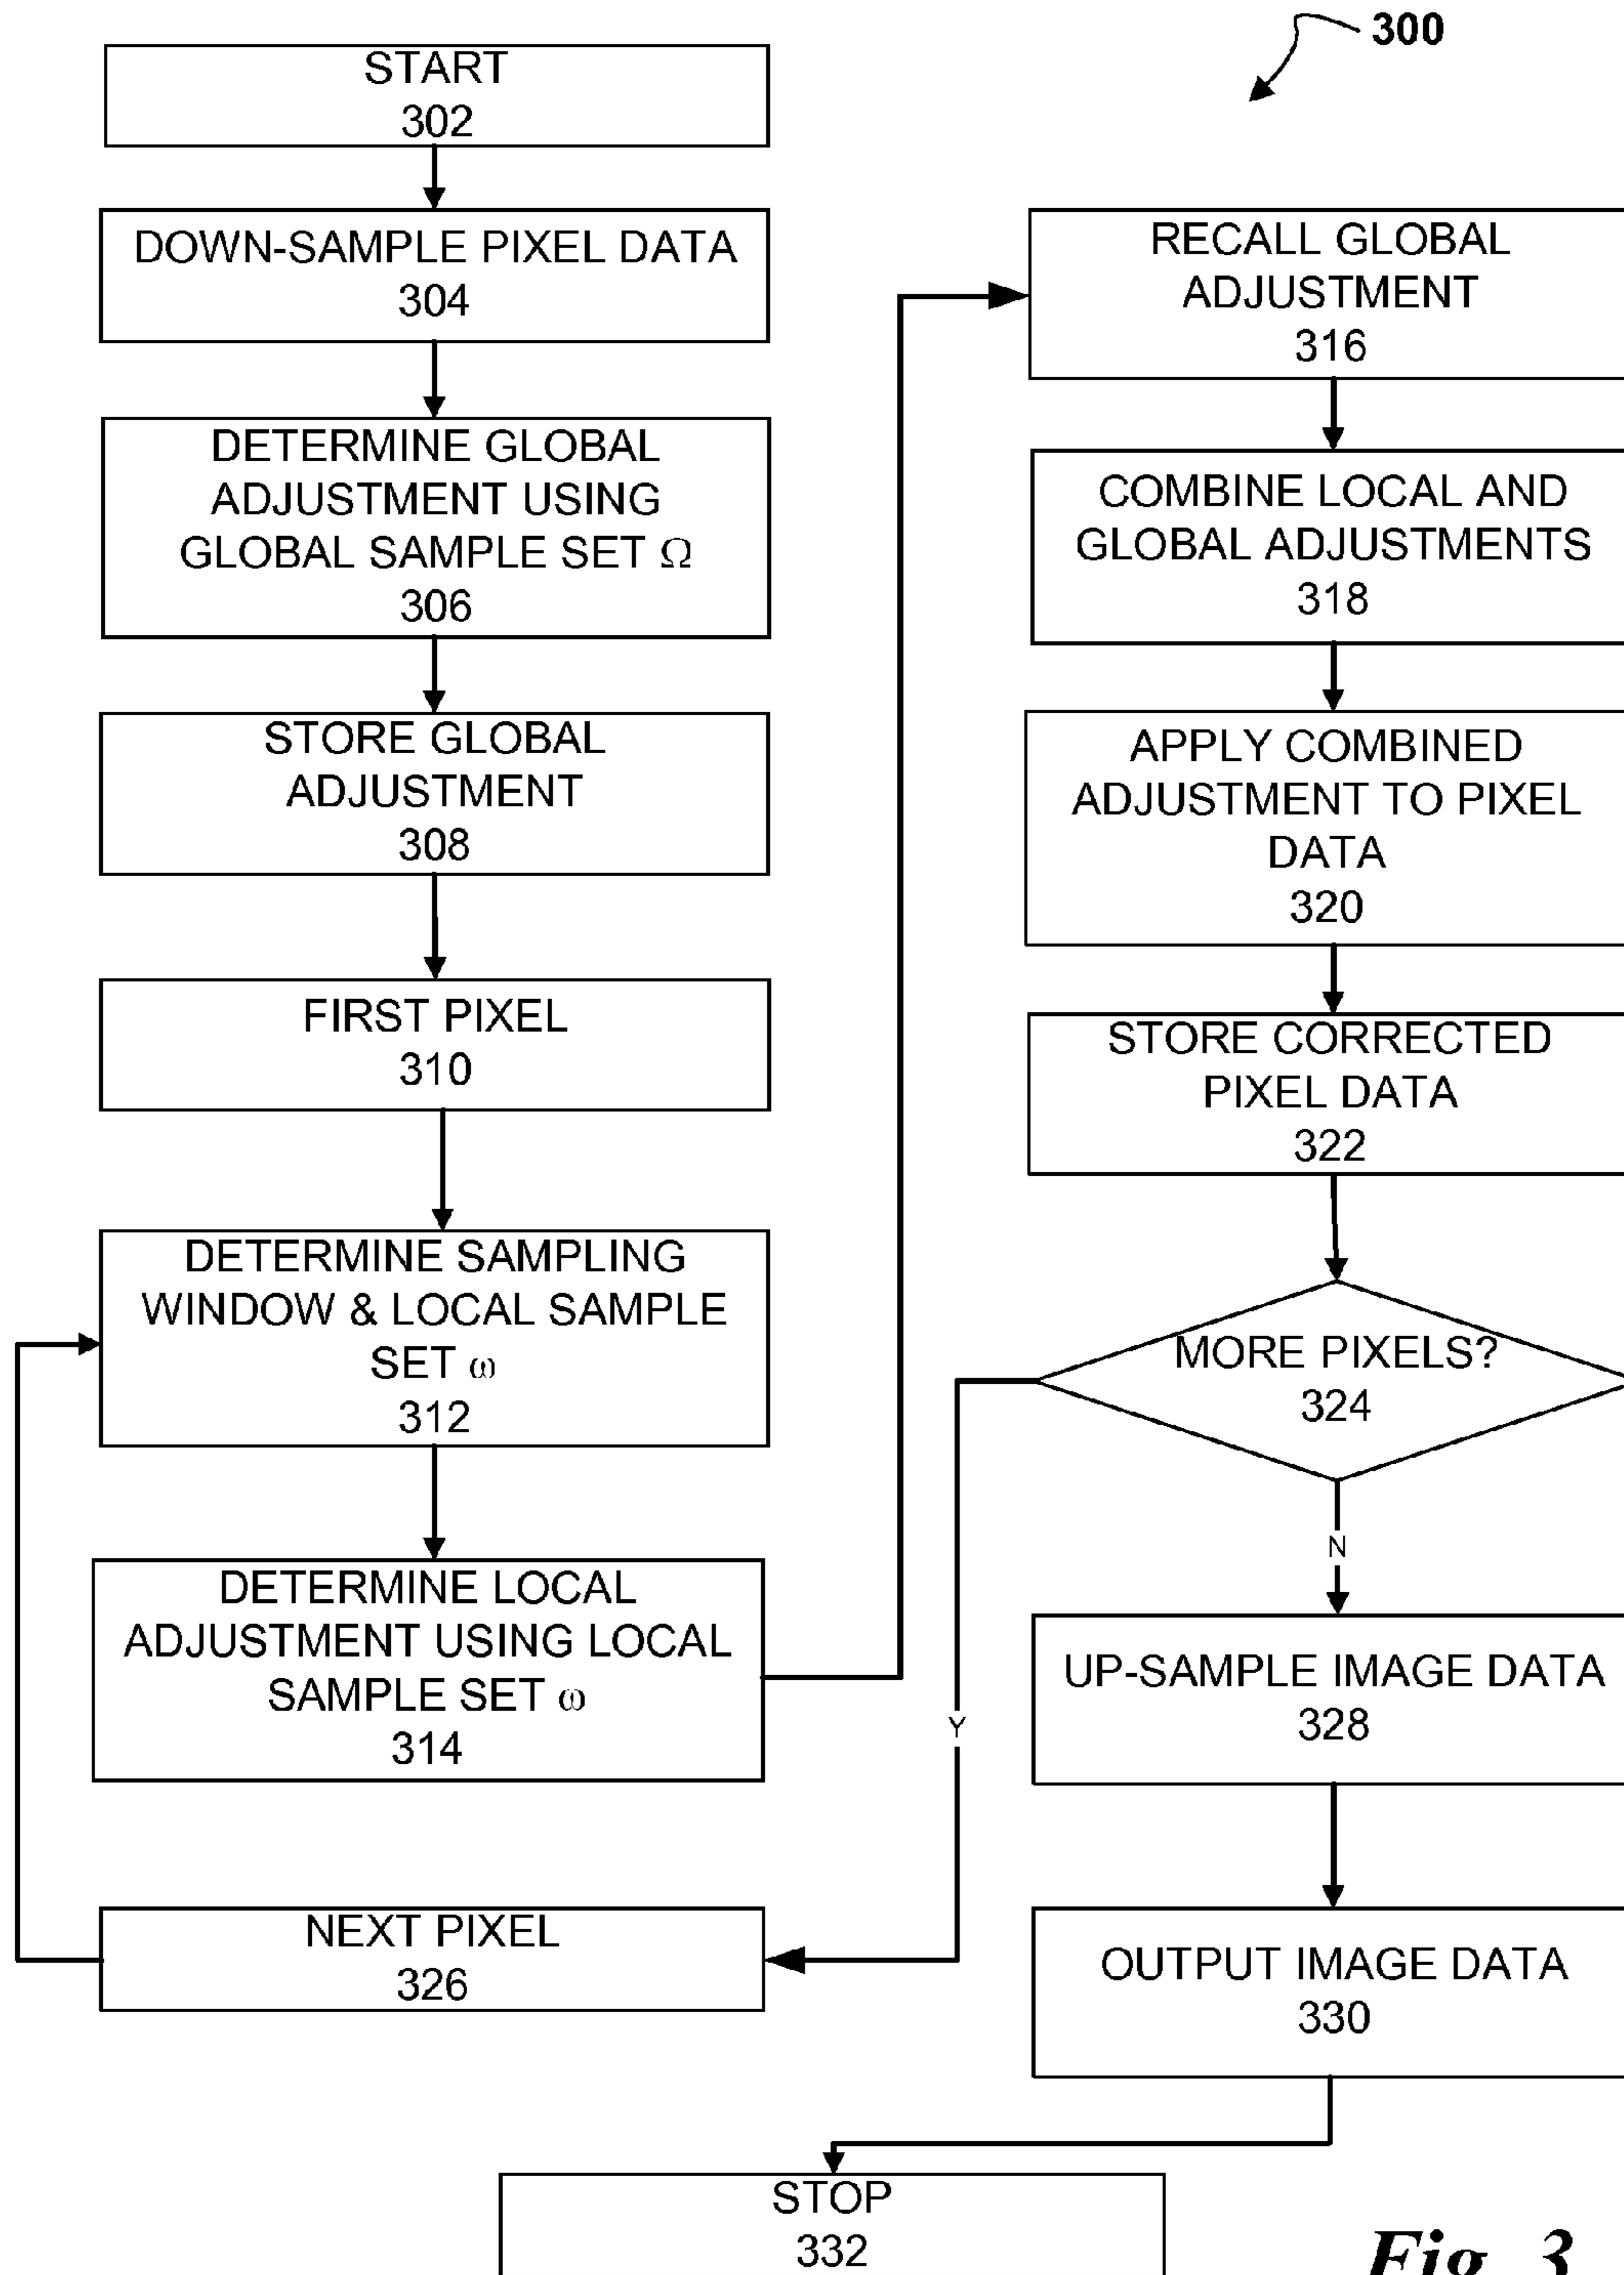 300
START
302
DOWN-SAMPLE PIXEL DATA
304
DETERMINE GLOBAL
ADJUSTMENT USING
GLOBAL SAMPLE SET Ω
306
STORE GLOBAL
ADJUSTMENT
308
FIRST PIXEL
310
DETERMINE SAMPLING
WINDOW & LOCAL SAMPLE
SET ω
312
DETERMINE LOCAL
ADJUSTMENT USING LOCAL
SAMPLE SET ω
314
NEXT PIXEL
326
RECALL GLOBAL
ADJUSTMENT
316
COMBINE LOCAL AND
GLOBAL ADJUSTMENTS
318
APPLY COMBINED
ADJUSTMENT TO PIXEL
DATA
320
STORE CORRECTED
PIXEL DATA
322
MORE PIXELS?
324
N
Y
UP-SAMPLE IMAGE DATA
328
OUTPUT IMAGE DATA
330
STOP
332
Fig. 3